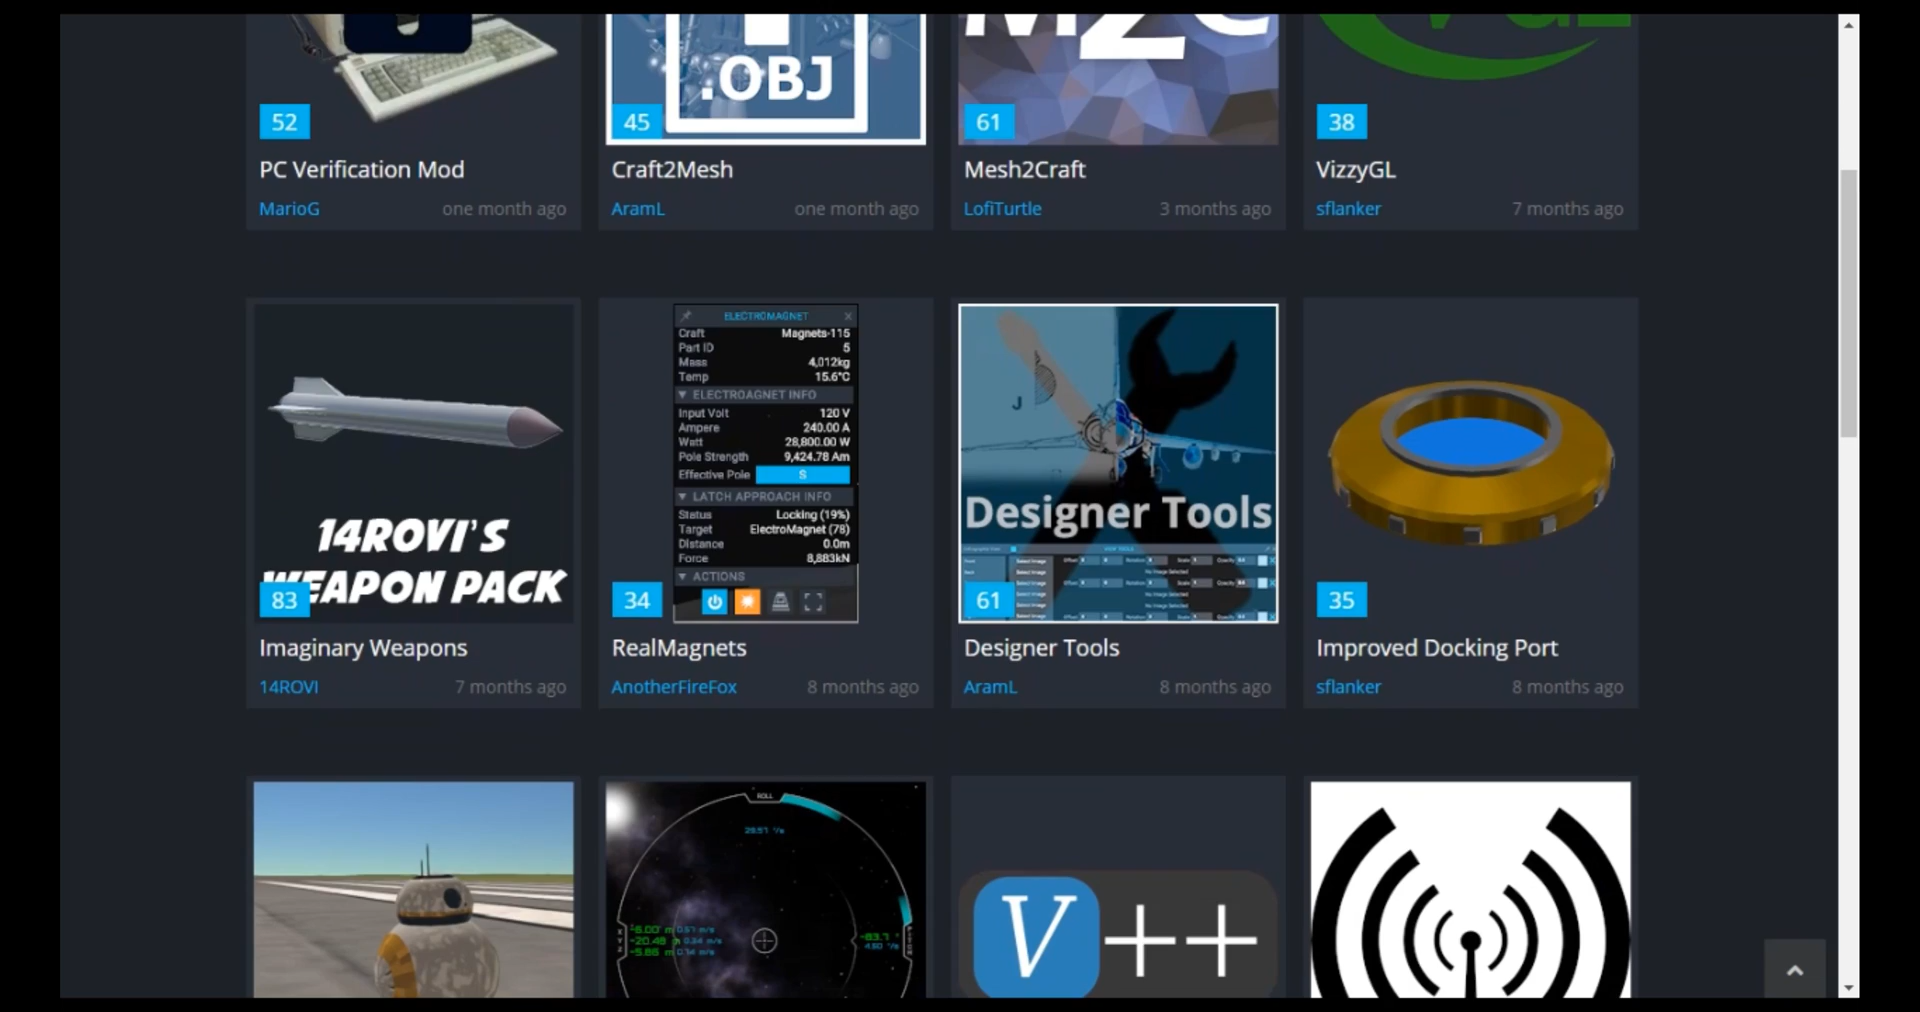 M2C
VGL
.OBJ
52
45
61
38
PC Verification Mod
Craft2Mesh
Mesh2Craft
VizzyGL
MarioG
one month ago
AramL
one month ago
LofiTurtle
3 months ago
sflanker
7 months ago
14ROVI'S
WEAPON PACK
83
Imaginary Weapons
14ROVI
7 months ago
ELECTROMAGNET
Craft Magnets-115
Part ID 5
Mass 4,012kg
Temp 15.6°C
ELECTROAGNET INFO
Input Volt 120 V
Ampere 240.00 A
Watt 28,800.00 W
Pole Strength 9,424.78 Am
Effective Pole S
LATCH APPROACH INFO
Status Locking (19%)
Target ElectroMagnet (78)
Distance 0.0m
Force 8,883kN
ACTIONS
34
RealMagnets
AnotherFireFox
8 months ago
J
Designer Tools
61
Designer Tools
AramL
8 months ago
35
Improved Docking Port
sflanker
8 months ago
ROLL
V++